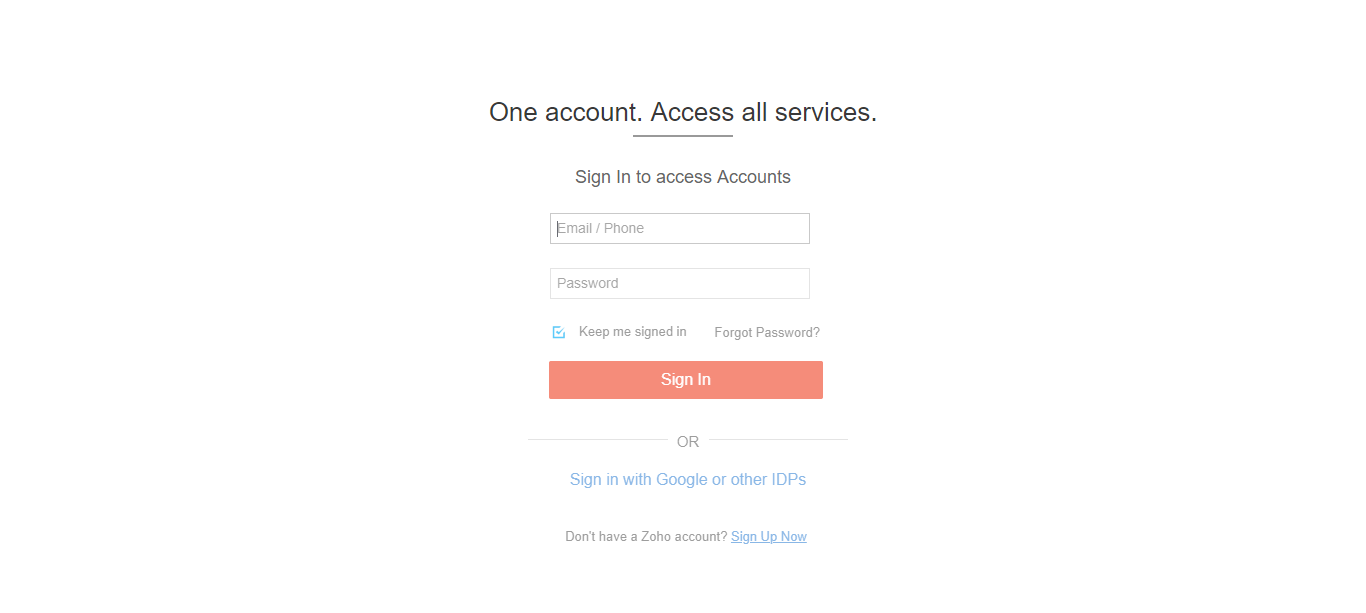 One account. Access all services.
Sign In to access Accounts
Email / Phone
Password
Keep me signed in Forgot Password?
Sign In
OR
Sign in with Google or other IDPs
Don't have a Zoho account? Sign Up Now